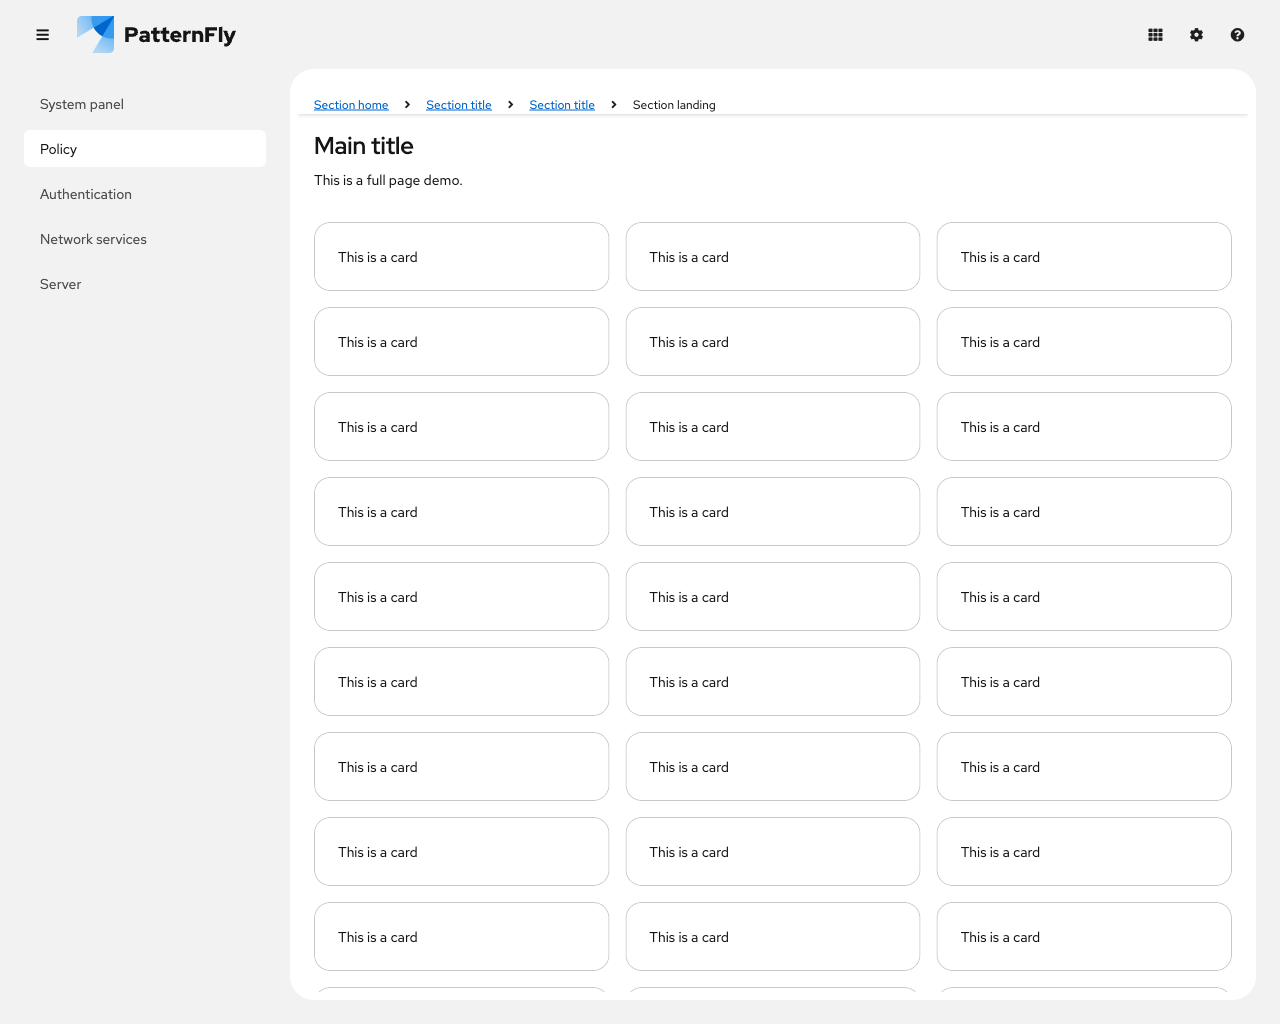 PatternFly
System panel
Policy
Authentication
Network services
Server
Section home > Section title > Section title > Section landing
Main title
This is a full page demo.
This is a card This is a card This is a card
This is a card This is a card This is a card
This is a card This is a card This is a card
This is a card This is a card This is a card
This is a card This is a card This is a card
This is a card This is a card This is a card
This is a card This is a card This is a card
This is a card This is a card This is a card
This is a card This is a card This is a card